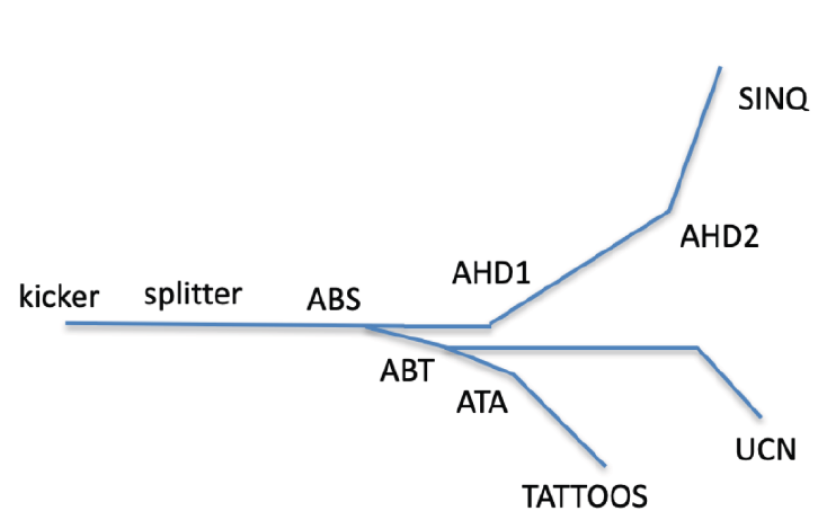 SINQ
AHD2
AHD1
kicker splitter ABS
ABT
ATA
UCN
TATTOOS